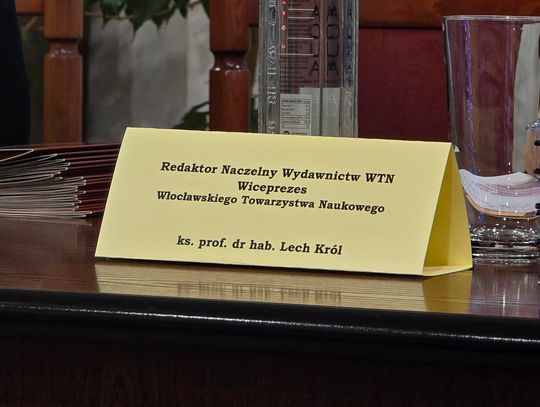 Redaktor Naczelny Wydawnictw WTN
Wiceprezes
Włocławskiego Towarzystwa Naukowego
ks. prof. dr hab. Lech Król